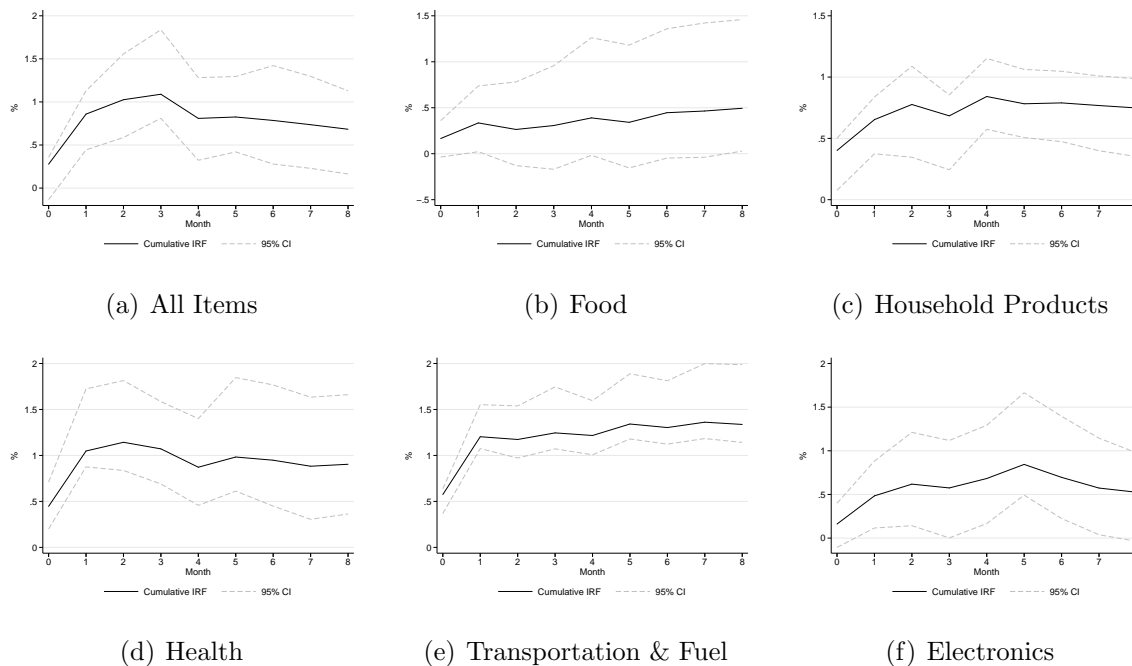 2
1.5
1
.5
0
%
0 1 2 3 4 5 6 7 8
Month
Cumulative IRF 95% CI
(a) All Items
1.5
1
.5
0
−.5
%
0 1 2 3 4 5 6 7 8
Month
Cumulative IRF 95% CI
(b) Food
1.5
1
.5
0
%
0 1 2 3 4 5 6 7
Month
Cumulative IRF 95% CI
(c) Household Products
2
1.5
1
.5
0
%
0 1 2 3 4 5 6 7 8
Month
Cumulative IRF 95% CI
(d) Health
2
1.5
1
.5
0
%
0 1 2 3 4 5 6 7 8
Month
Cumulative IRF 95% CI
(e) Transportation & Fuel
2
1.5
1
.5
0
%
0 1 2 3 4 5 6 7
Month
Cumulative IRF 95% CI
(f) Electronics